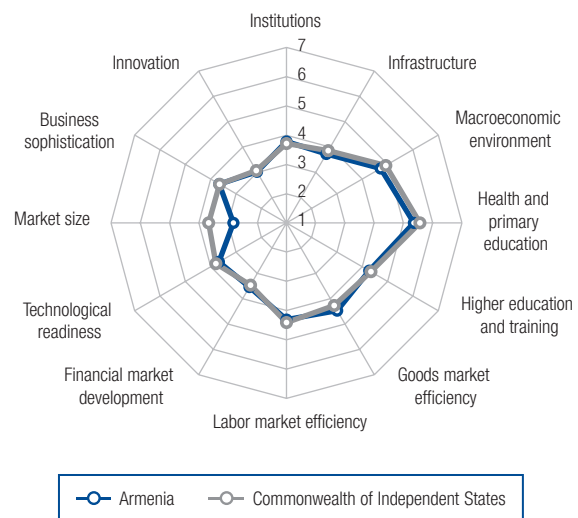 Institutions
7
6
5
4
3
2
1
Infrastructure
Macroeconomic
environment
Health and
primary
education
Higher education
and training
Goods market
efficiency
Labor market efficiency
Financial market
development
Technological
readiness
Market size
Business
sophistication
Innovation
Armenia
Commonwealth of Independent States